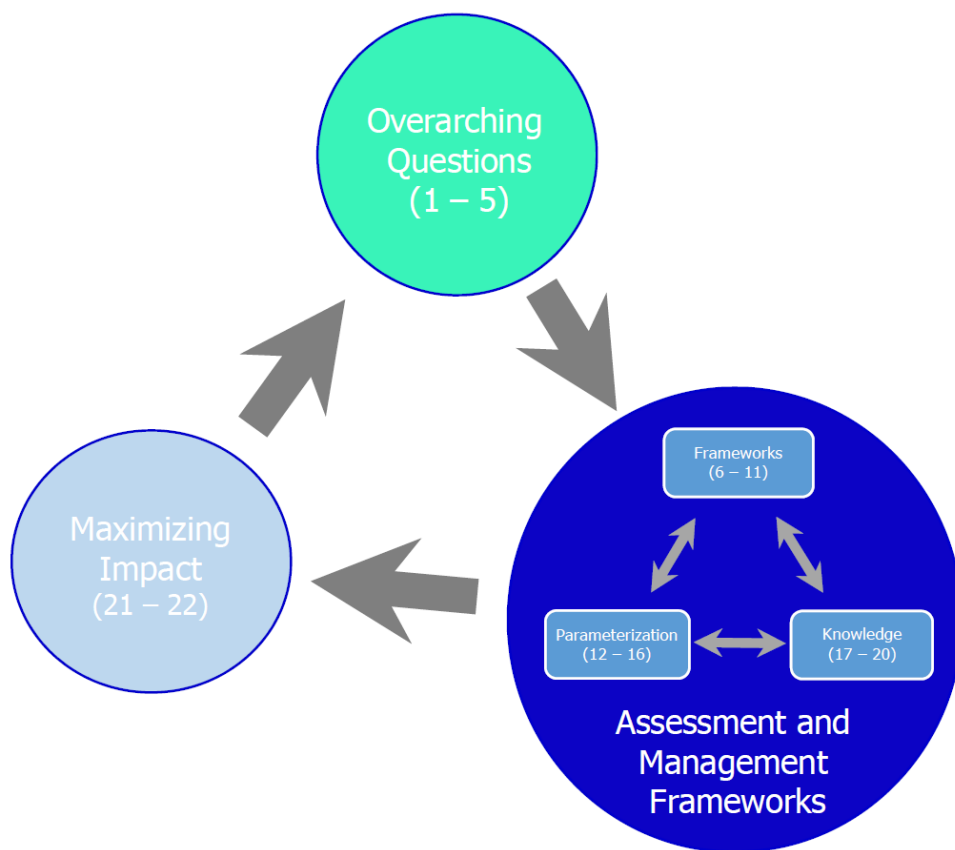 Overarching
Questions
(1 – 5)
Frameworks
(6 – 11)
Parameterization
(12 – 16)
Knowledge
(17 – 20)
Assessment and
Management
Frameworks
Maximizing
Impact
(21 – 22)